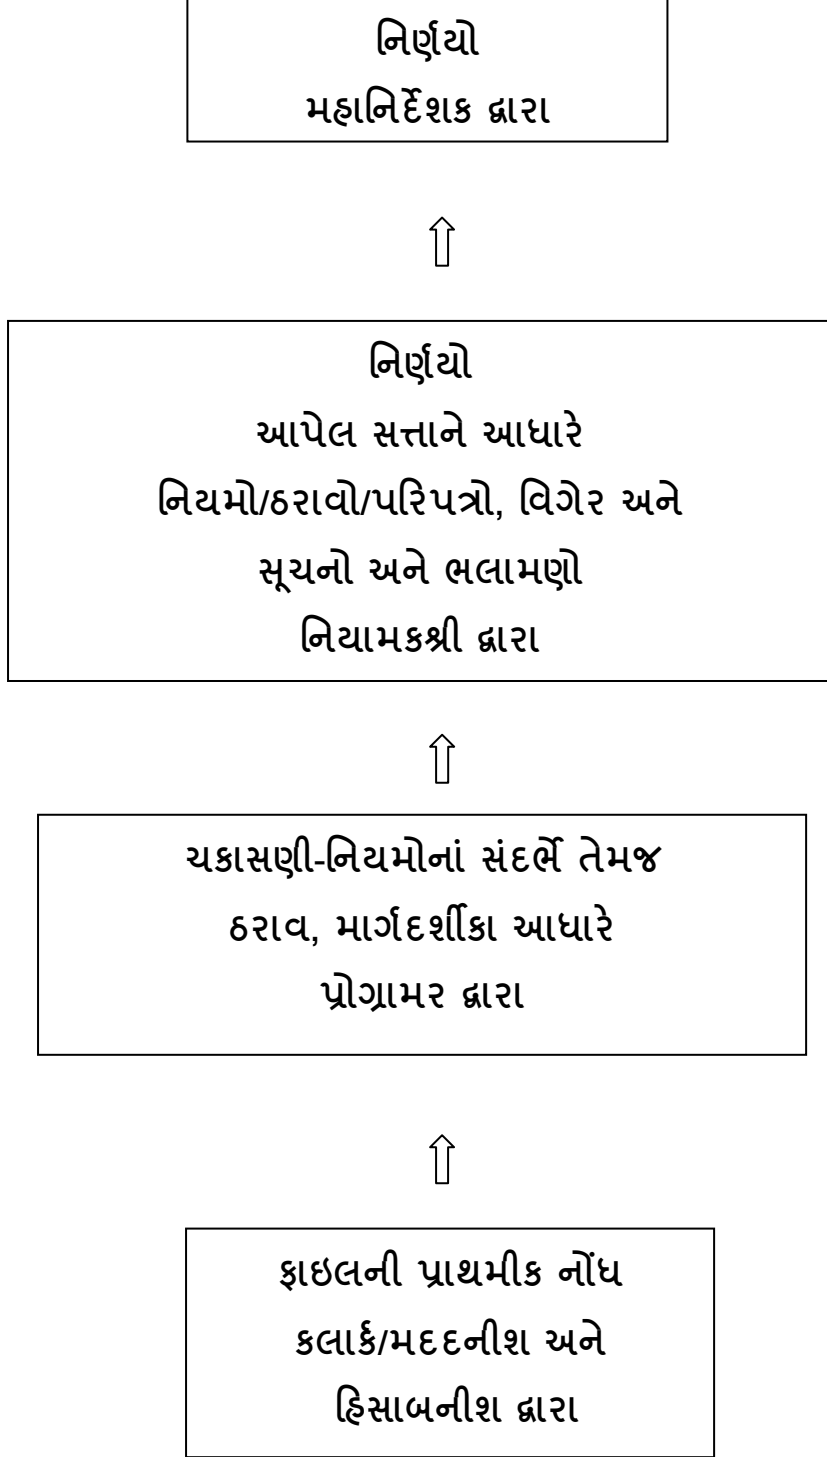 નિર્ણયો
મહાનિર્દેશક દ્વારા
નિર્ણયો
આપેલ સત્તાને આધારે
નિયમો/ઠરાવો/પરિપત્રો, વિગેર અને
સૂચનો અને ભલામણો
નિયામકશ્રી દ્વારા
ચકાસણી-નિયમોનાં સંદર્ભે તેમજ
ઠરાવ, માર્ગદર્શીકા આધારે
પ્રોગ્રામર દ્વારા
ફાઇલની પ્રાથમીક નોંધ
કલાર્ક/મદદનીશ અને
હિસાબનીશ દ્વારા